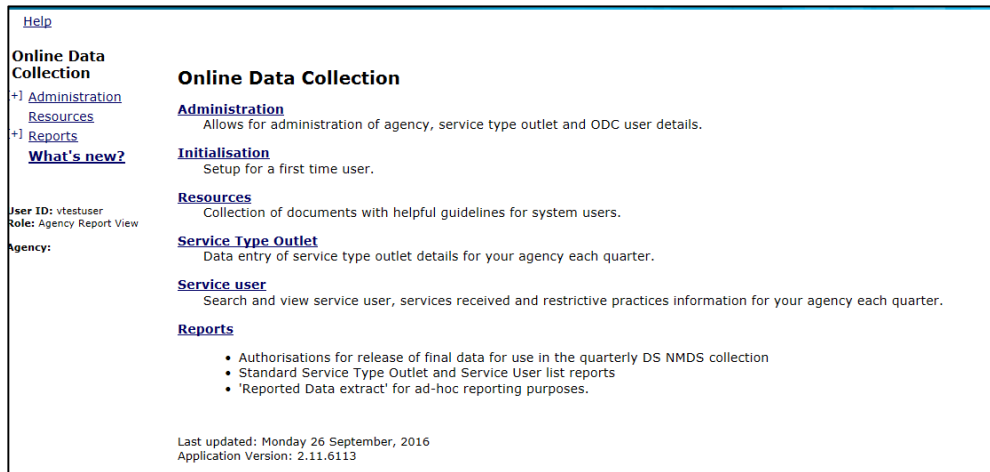 Help
Online Data
Collection
[+] Administration
Resources
[+] Reports
What's new?
User ID: vtestuser
Role: Agency Report View
Agency:
Online Data Collection
Administration
Allows for administration of agency, service type outlet and ODC user details.
Initialisation
Setup for a first time user.
Resources
Collection of documents with helpful guidelines for system users.
Service Type Outlet
Data entry of service type outlet details for your agency each quarter.
Service user
Search and view service user, services received and restrictive practices information for your agency each quarter.
Reports
• Authorisations for release of final data for use in the quarterly DS NMDS collection
• Standard Service Type Outlet and Service User list reports
• 'Reported Data extract' for ad-hoc reporting purposes.
Last updated: Monday 26 September, 2016
Application Version: 2.11.6113